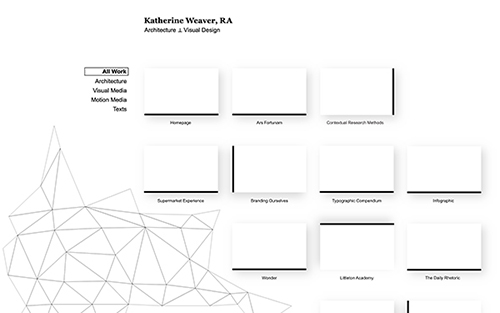 Katherine Weaver, RA
Architecture ⊥ Visual Design
All Work
Architecture
Visual Media
Motion Media
Texts
Homepage
Ars Fortunam
Contextual Research Methods
Supermarket Experience
Branding Ourselves
Typographic Compendium
Infographic
Wonder
Littleton Academy
The Daily Rhetoric